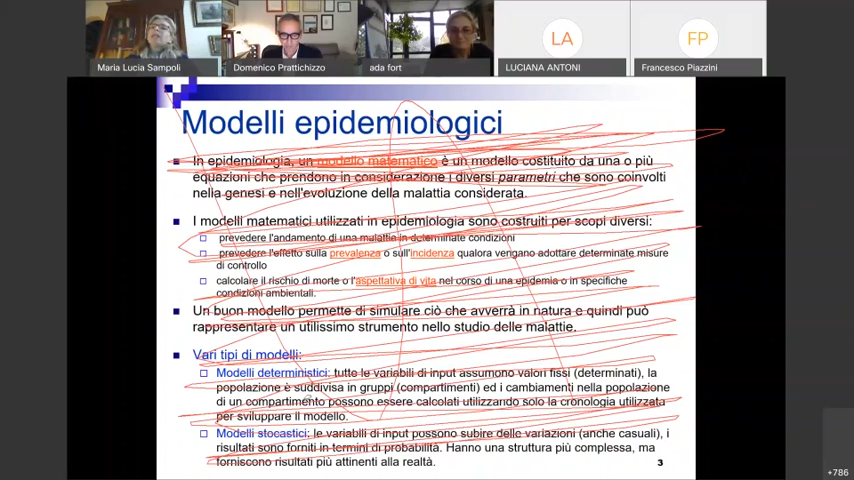 LA
FP
Maria Lucia Sampoli
Domenico Prattichizzo
ada fort
LUCIANA ANTONI
Francesco Piazzini
Modelli epidemiologici
In epidemiologia, un modello matematico è un modello costituito da una o più
equazioni che prendono in considerazione i diversi parametri che sono coinvolti
nella genesi e nell'evoluzione della malattia considerata.
I modelli matematici utilizzati in epidemiologia sono costruiti per scopi diversi:
prevedere l'andamento di una malattia in determinate condizioni
prevedere l'effetto sulla prevalenza o sull'incidenza qualora vengano adottare determinate misure
di controllo
calcolare il rischio di morte o l'aspettativa di vita nel corso di una epidemia o in specifiche
condizioni ambientali.
Un buon modello permette di simulare ciò che avverrà in natura e quindi può
rappresentare un utilissimo strumento nello studio delle malattie.
Vari tipi di modelli:
Modelli deterministici: tutte le variabili di input assumono valori fissi (determinati), la
popolazione è suddivisa in gruppi (compartimenti) ed i cambiamenti nella popolazione
di un compartimento possono essere calcolati utilizzando solo la cronologia utilizzata
per sviluppare il modello.
Modelli stocastici: le variabili di input possono subire delle variazioni (anche casuali), i
risultati sono forniti in termini di probabilità. Hanno una struttura più complessa, ma
forniscono risultati più attinenti alla realtà.
3
+786